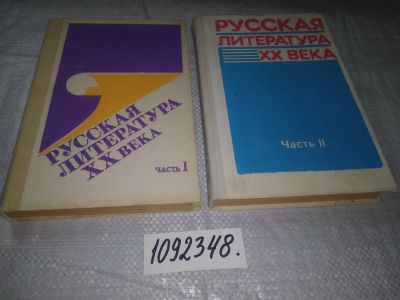 РУССКАЯ
ЛИТЕРАТУРА
XX ВЕКА
ЧАСТЬ I
РУССКАЯ
ЛИТЕРАТУРА
XX ВЕКА
Часть II
1092348.